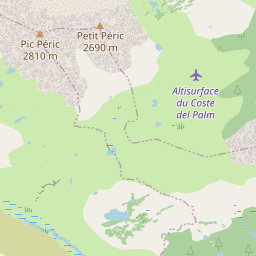 Petit Péric
2690 m
Pic Péric
2810 m
Altisurface
du Coste
del Palm